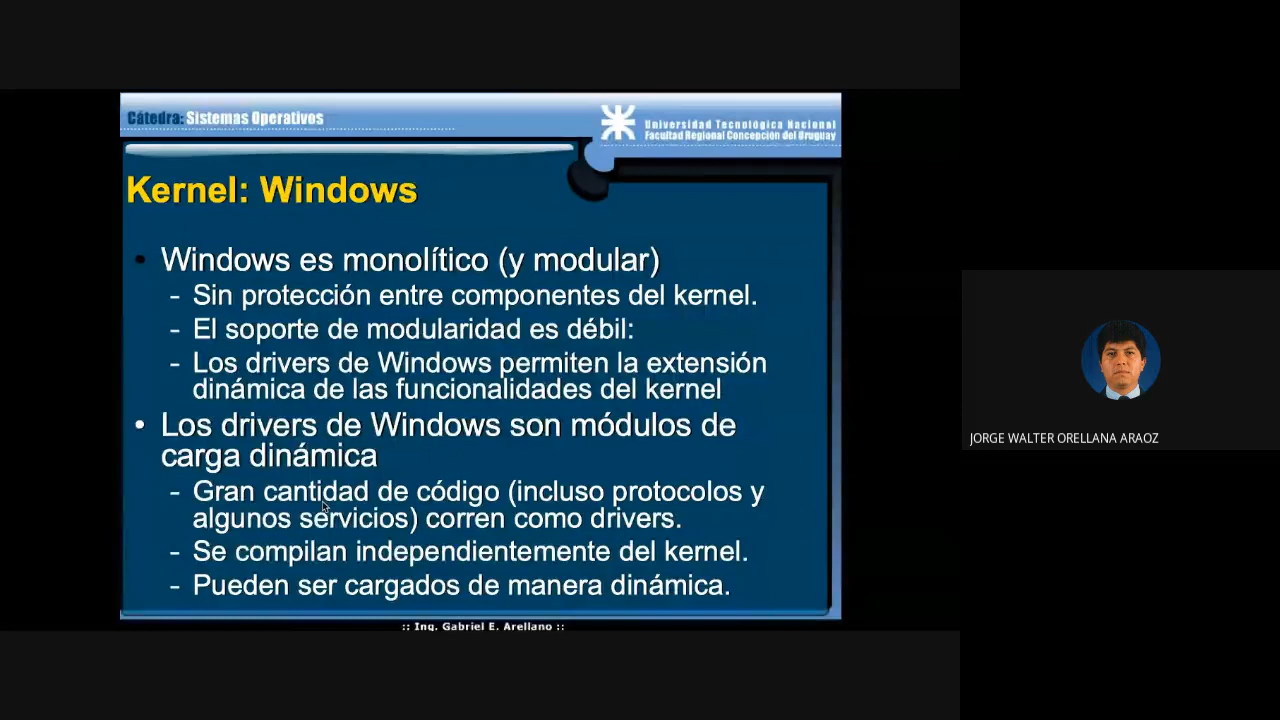 Cátedra: Sistemas Operativos
Universidad Tecnológica Nacional
Facultad Regional Concepción del Uruguay
Kernel: Windows
• Windows es monolítico (y modular)
- Sin protección entre componentes del kernel.
- El soporte de modularidad es débil:
- Los drivers de Windows permiten la extensión
dinámica de las funcionalidades del kernel
• Los drivers de Windows son módulos de
carga dinámica
- Gran cantidad de código (incluso protocolos y
algunos servicios) corren como drivers.
- Se compilan independientemente del kernel.
- Pueden ser cargados de manera dinámica.
:: Ing. Gabriel E. Arellano ::
JORGE WALTER ORELLANA ARAOZ